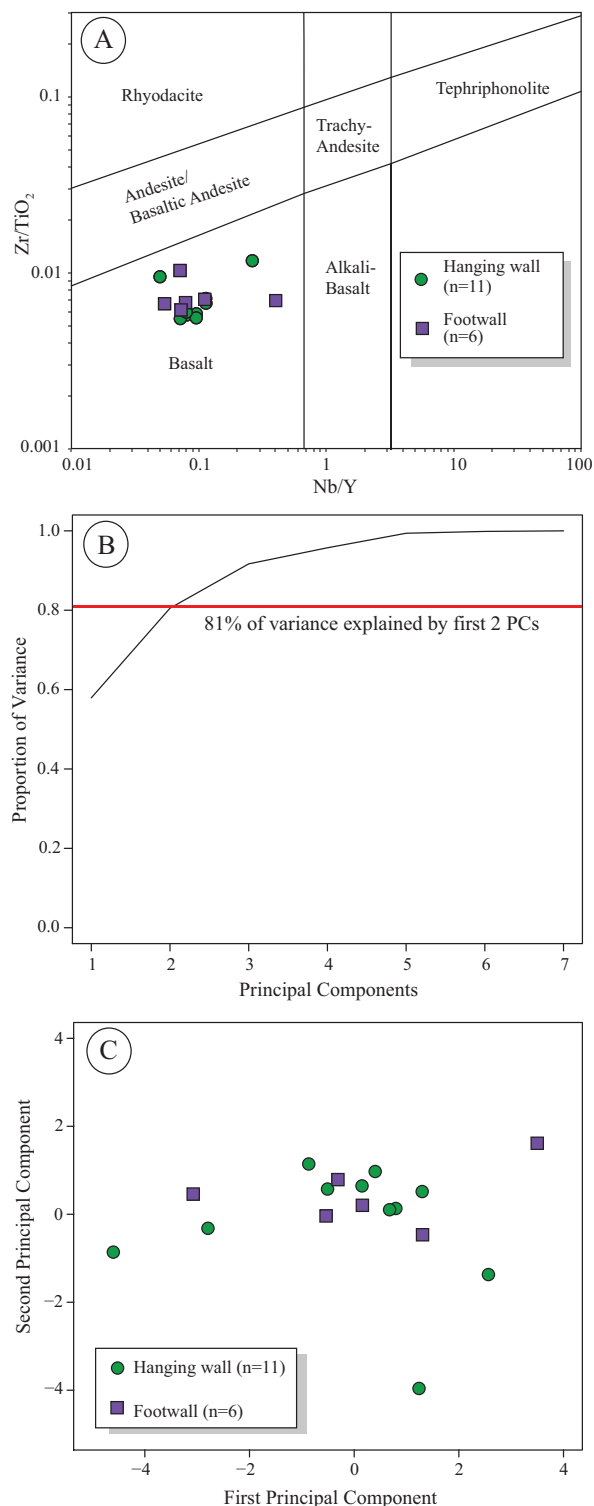 A
Rhyodacite
Tephriphonolite
Trachy-
Andesite
Andesite/
Basaltic Andesite
Alkali-
Basalt
Basalt
Hanging wall
(n=11)
Footwall
(n=6)
Zr/TiO₂
0.1
0.01
0.001
0.01
0.1
1
10
100
Nb/Y
B
Proportion of Variance
1.0
0.8
0.6
0.4
0.2
0.0
81% of variance explained by first 2 PCs
1 2 3 4 5 6 7
Principal Components
C
Second Principal Component
4
2
0
−2
−4
Hanging wall (n=11)
Footwall (n=6)
−4 −2 0 2 4
First Principal Component